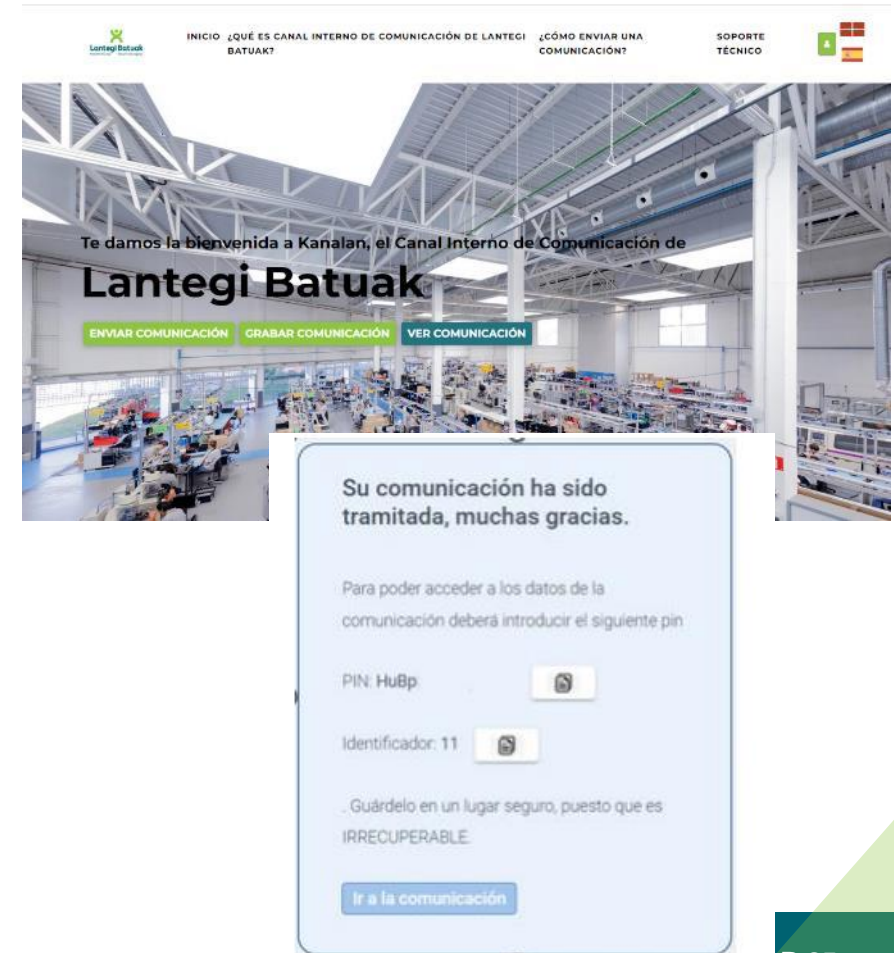 Lantegi Batuak
INICIO
¿QUÉ ES CANAL INTERNO DE COMUNICACIÓN DE LANTEGI
BATUAK?
¿CÓMO ENVIAR UNA
COMUNICACIÓN?
SOPORTE
TÉCNICO
Te damos la bienvenida a Kanalan, el Canal Interno de Comunicación de
Lantegi Batuak
ENVIAR COMUNICACIÓN
GRABAR COMUNICACIÓN
VER COMUNICACIÓN
Su comunicación ha sido
tramitada, muchas gracias.
Para poder acceder a los datos de la
comunicación deberá introducir el siguiente pin
PIN: HuBp
Identificador: 11
. Guárdelo en un lugar seguro, puesto que es
IRRECUPERABLE.
Ir a la comunicación